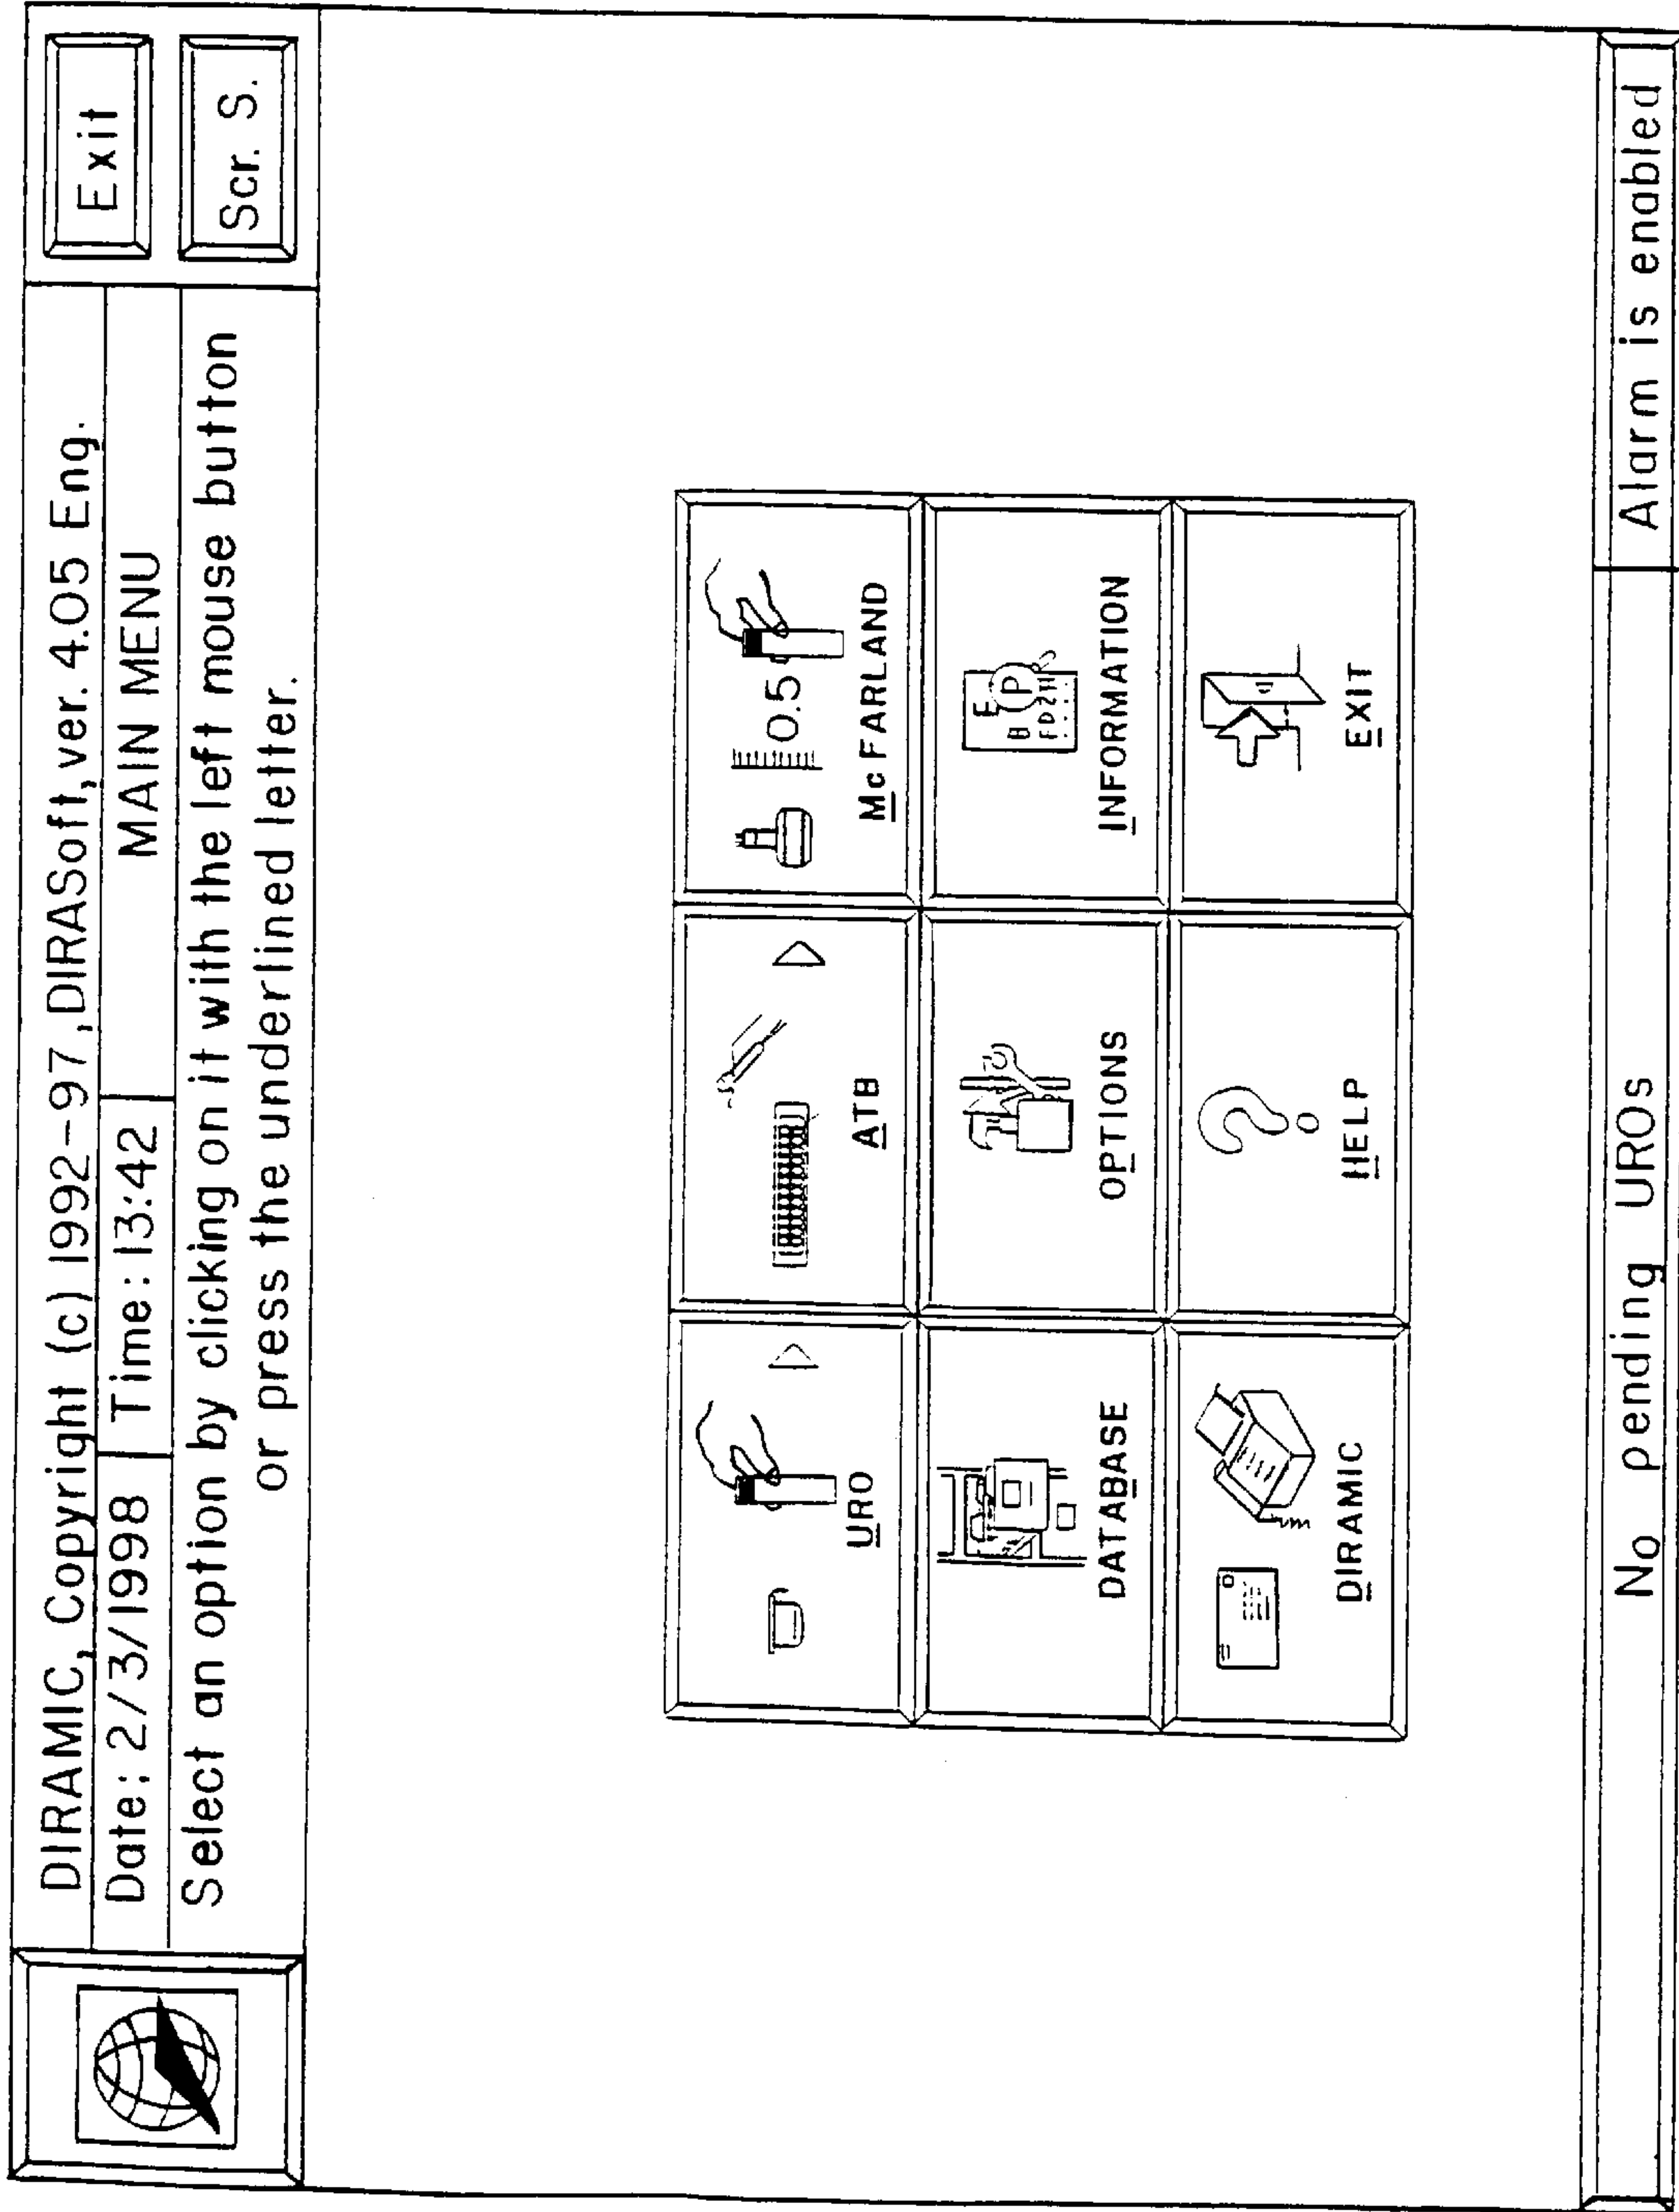 DIRAMIC, Copyright (c) 1992-97, DIRASoft, ver. 4.05 Eng.
Exit
Date: 2/3/1998 Time: 13:42 MAIN MENU
Select an option by clicking on it with the left mouse button
or press the underlined letter.
Scr. S.
0.5
URO ATB McFARLAND
E
P
B
FDZH
DATABASE OPTIONS INFORMATION
DIRAMIC HELP EXIT
No pending UROs Alarm is enabled